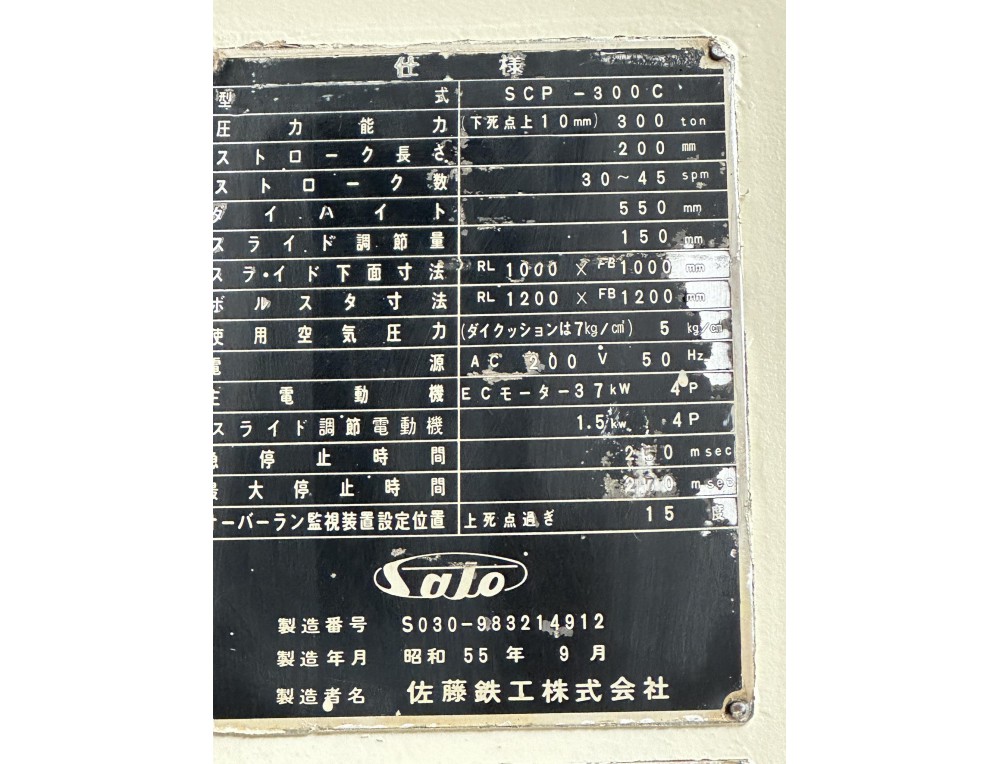 仕様
型式 SCP -300C
圧力能力 (下死点上10mm) 300 ton
ストローク長さ 200 mm
ストローク数 30～45 spm
ダイハイト 550 mm
スライド調節量 150 mm
スライド下面寸法 RL 1000 × FB 1000 mm
ボルスタ寸法 RL 1200 × FB 1200 mm
使用空気圧力 (ダイクッションは7kg/c㎡) 5 kg/c㎡
電源 AC 200 V 50 Hz
主電動機 ECモーター-37kW 4P
スライド調節電動機 1.5kw 4P
急停止時間 msec
最大停止時間 270 msec
オーバーラン監視装置設定位置 上死点過ぎ 15 度
Sato
製造番号 S030-983214912
製造年月 昭和 55 年 9 月
製造者名 佐藤鉄工株式会社